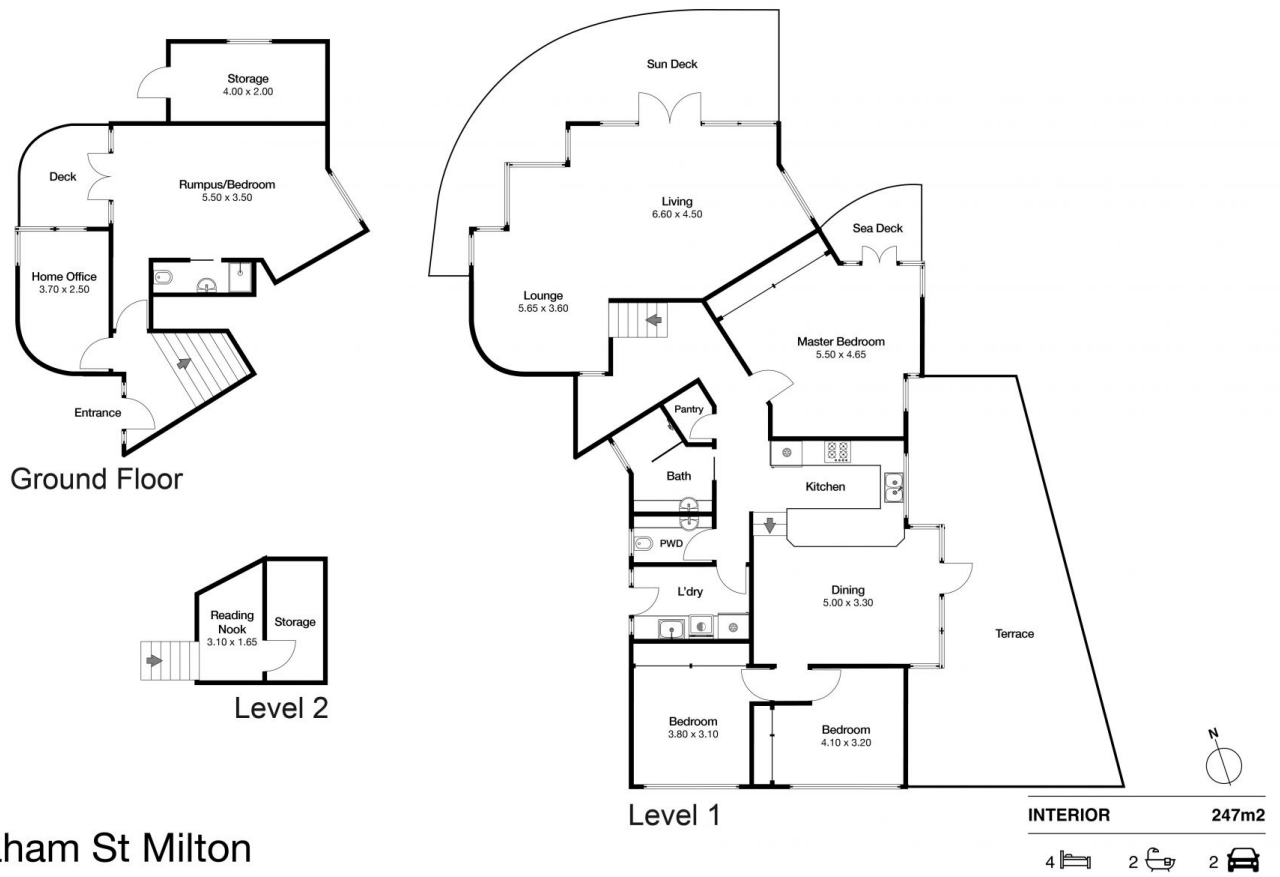 Storage
4.00 x 2.00
Deck
Rumpus/Bedroom
5.50 x 3.50
Home Office
3.70 x 2.50
Entrance
Ground Floor
Sun Deck
Living
6.60 x 4.50
Sea Deck
Lounge
5.65 x 3.60
Master Bedroom
5.50 x 4.65
Pantry
Bath
Kitchen
PWD
L'dry
Dining
5.00 x 3.30
Terrace
Bedroom
3.80 x 3.10
Bedroom
4.10 x 3.20
Level 1
Reading
Nook
3.10 x 1.65
Storage
Level 2
N
INTERIOR 247m2
4 2 2
ham St Milton